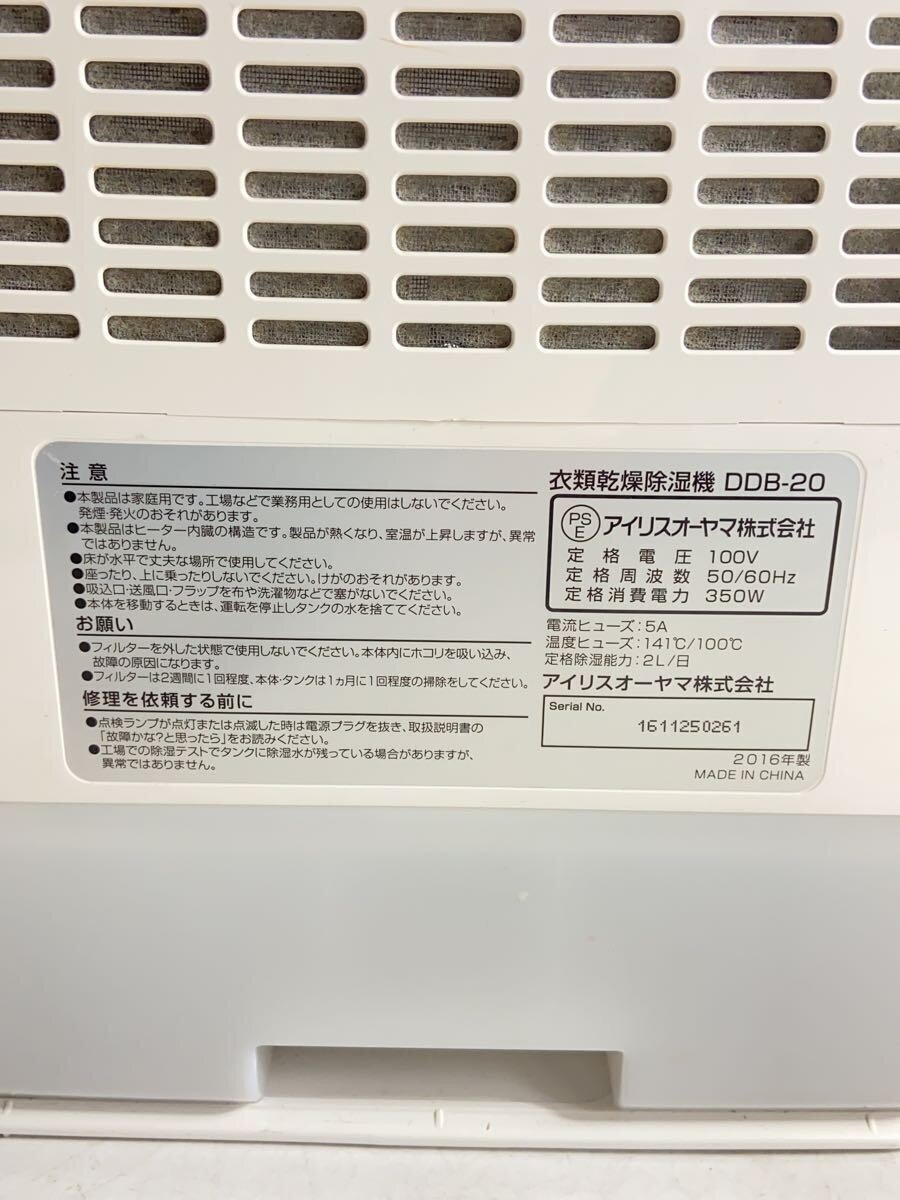 注意
●本製品は家庭用です。工場などで業務用としての使用はしないでください。
発煙・発火のおそれがあります。
●本製品はヒーター内臓の構造です。製品が熱くなり、室温が上昇しますが、異常
ではありません。
●床が水平で丈夫な場所で使用してください。
●座ったり、上に乗ったりしないでください。けがのおそれがあります。
●吸込口・送風口・フラップを布や洗濯物などで塞がないでください。
●本体を移動するときは、運転を停止しタンクの水を捨ててください。
お願い
●フィルターを外した状態で使用しないでください。本体内にホコリを吸い込み、
故障の原因になります。
●フィルターは2週間に1回程度、本体・タンクは1ヵ月に1回程度の掃除をしてください。
修理を依頼する前に
●点検ランプが点灯または点滅した時は電源プラグを抜き、取扱説明書の
「故障かな?と思ったら」をお読みください。
●工場での除湿テストでタンクに除湿水が残っている場合がありますが、
異常ではありません。
衣類乾燥除湿機 DDB-20
PS
E アイリスオーヤマ株式会社
定格電圧 100V
定格周波数 50/60Hz
定格消費電力 350W
電流ヒューズ:5A
温度ヒューズ:141℃/100℃
定格除湿能力:2L/日
アイリスオーヤマ株式会社
Serial No.
1611250261
2016年製
MADE IN CHINA